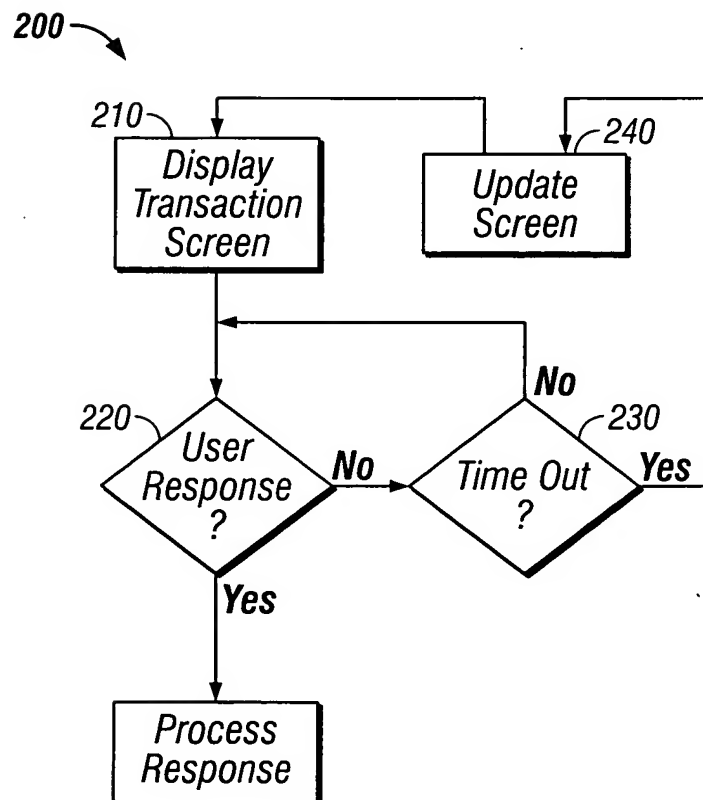 200
210
Display
Transaction
Screen
240
Update
Screen
220
User
Response
?
No
No
230
Time Out
?
Yes
Yes
Process
Response